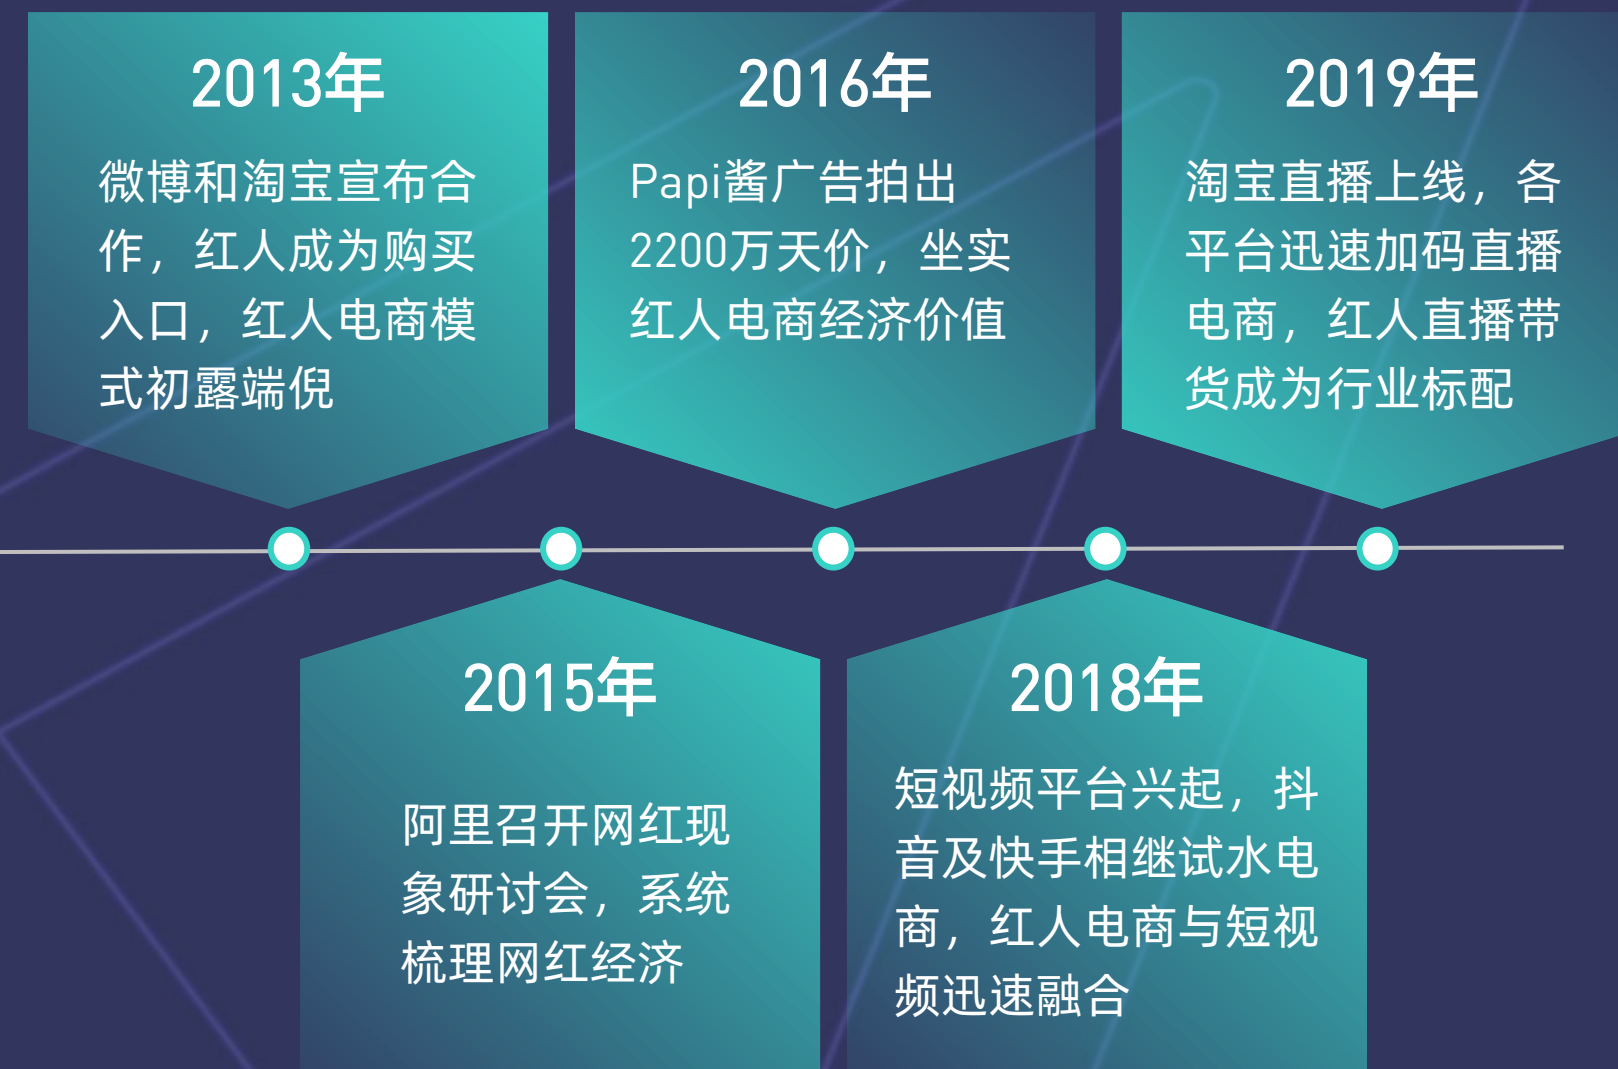 2013年
微博和淘宝宣布合
作，红人成为购买
入口，红人电商模
式初露端倪
2016年
Papi酱广告拍出
2200万天价，坐实
红人电商经济价值
2019年
淘宝直播上线，各
平台迅速加码直播
电商，红人直播带
货成为行业标配
2015年
阿里召开网红现
象研讨会，系统
梳理网红经济
2018年
短视频平台兴起，抖
音及快手相继试水电
商，红人电商与短视
频迅速融合